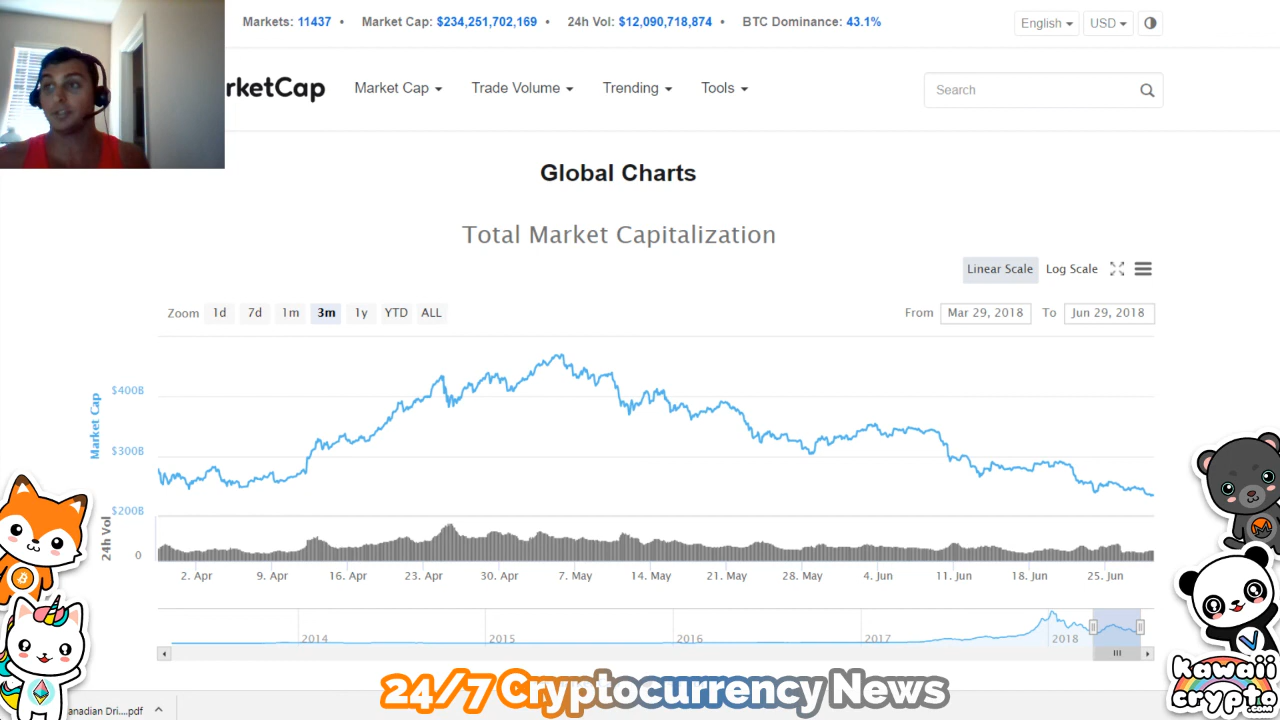 Markets: 11437 • Market Cap: $234,251,702,169 • 24h Vol: $12,090,718,874 • BTC Dominance: 43.1%
English USD
rketCap Market Cap Trade Volume Trending Tools Search
Global Charts
Total Market Capitalization
Linear Scale Log Scale
Zoom 1d 7d 1m 3m 1y YTD ALL From Mar 29, 2018 To Jun 29, 2018
Market Cap
$400B
$300B
$200B
24h Vol
0
2. Apr 9. Apr 16. Apr 23. Apr 30. Apr 7. May 14. May 21. May 28. May 4. Jun 11. Jun 18. Jun 25. Jun
2014 2015 2016 2017 2018
24/7 Cryptocurrency News
kawaii
crypto
.com
anadian Dri....pdf